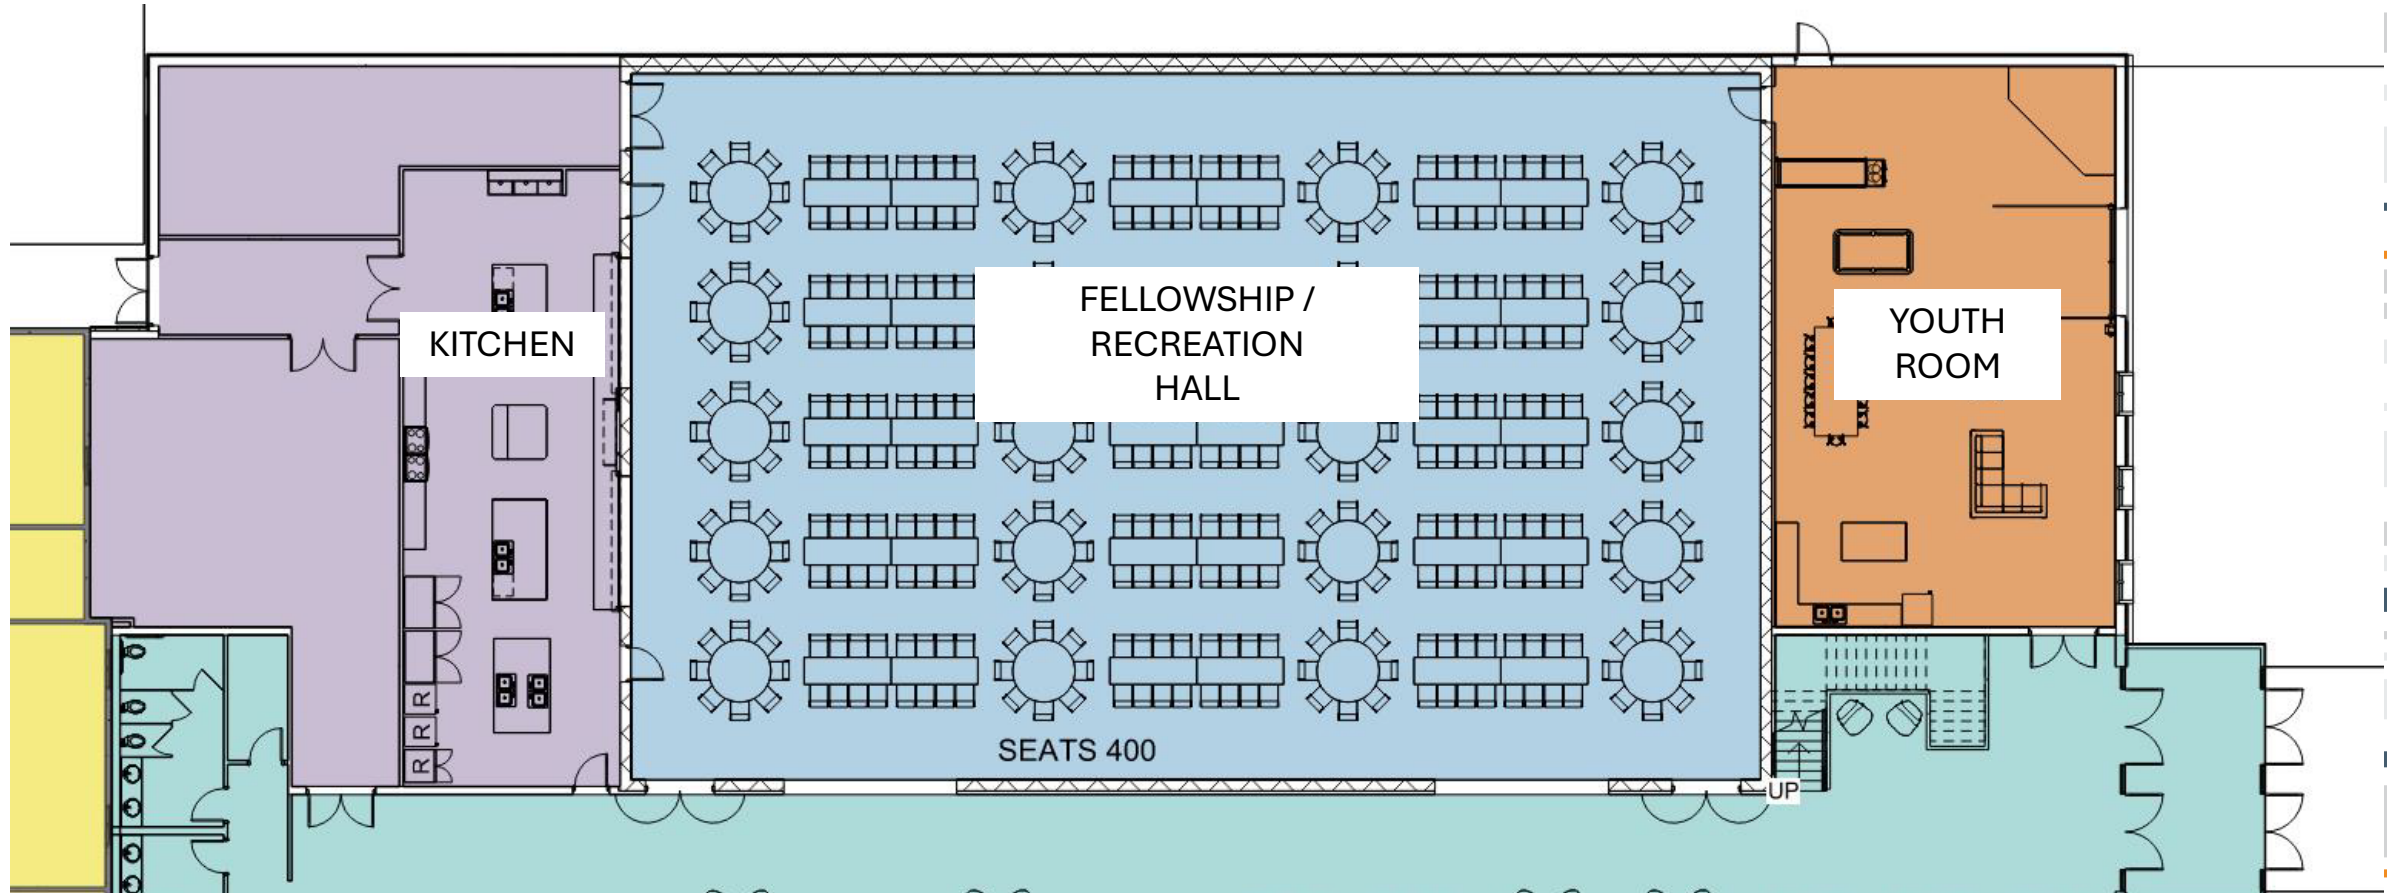 KITCHEN
FELLOWSHIP /
RECREATION
HALL
YOUTH
ROOM
R
R
R
SEATS 400
UP